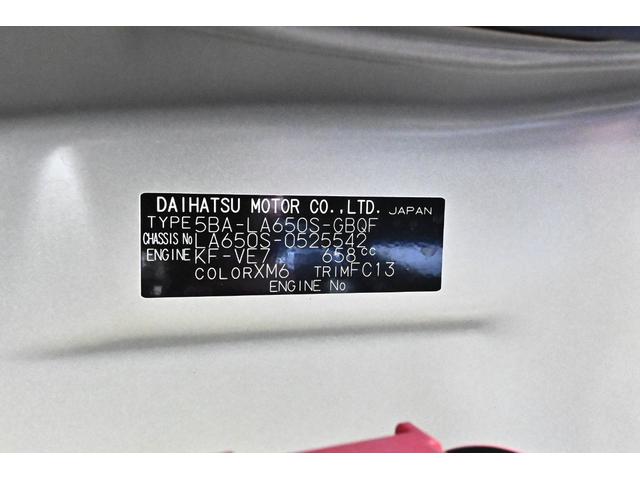 DAIHATSU MOTOR CO.,LTD. JAPAN
TYPE 5BA-LA650S-GBQF
CHASSIS No LA650S-0525542
ENGINE KF-VE7 658cc
COLOR XM6 TRIM FC13
ENGINE No